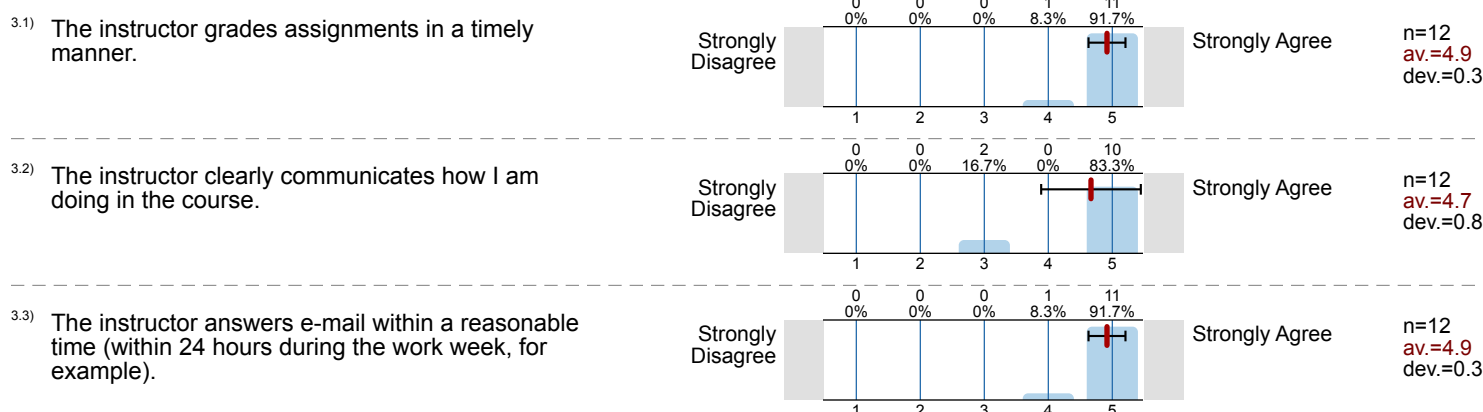 0 0 0 1 11
0% 0% 0% 8.3% 91.7%
3.1) The instructor grades assignments in a timely
manner.
Strongly
Disagree
Strongly Agree
n=12
av.=4.9
dev.=0.3
1 2 3 4 5
0 0 2 0 10
0% 0% 16.7% 0% 83.3%
3.2) The instructor clearly communicates how I am
doing in the course.
Strongly
Disagree
Strongly Agree
n=12
av.=4.7
dev.=0.8
1 2 3 4 5
0 0 0 1 11
0% 0% 0% 8.3% 91.7%
3.3) The instructor answers e-mail within a reasonable
time (within 24 hours during the work week, for
example).
Strongly
Disagree
Strongly Agree
n=12
av.=4.9
dev.=0.3
1 2 3 4 5